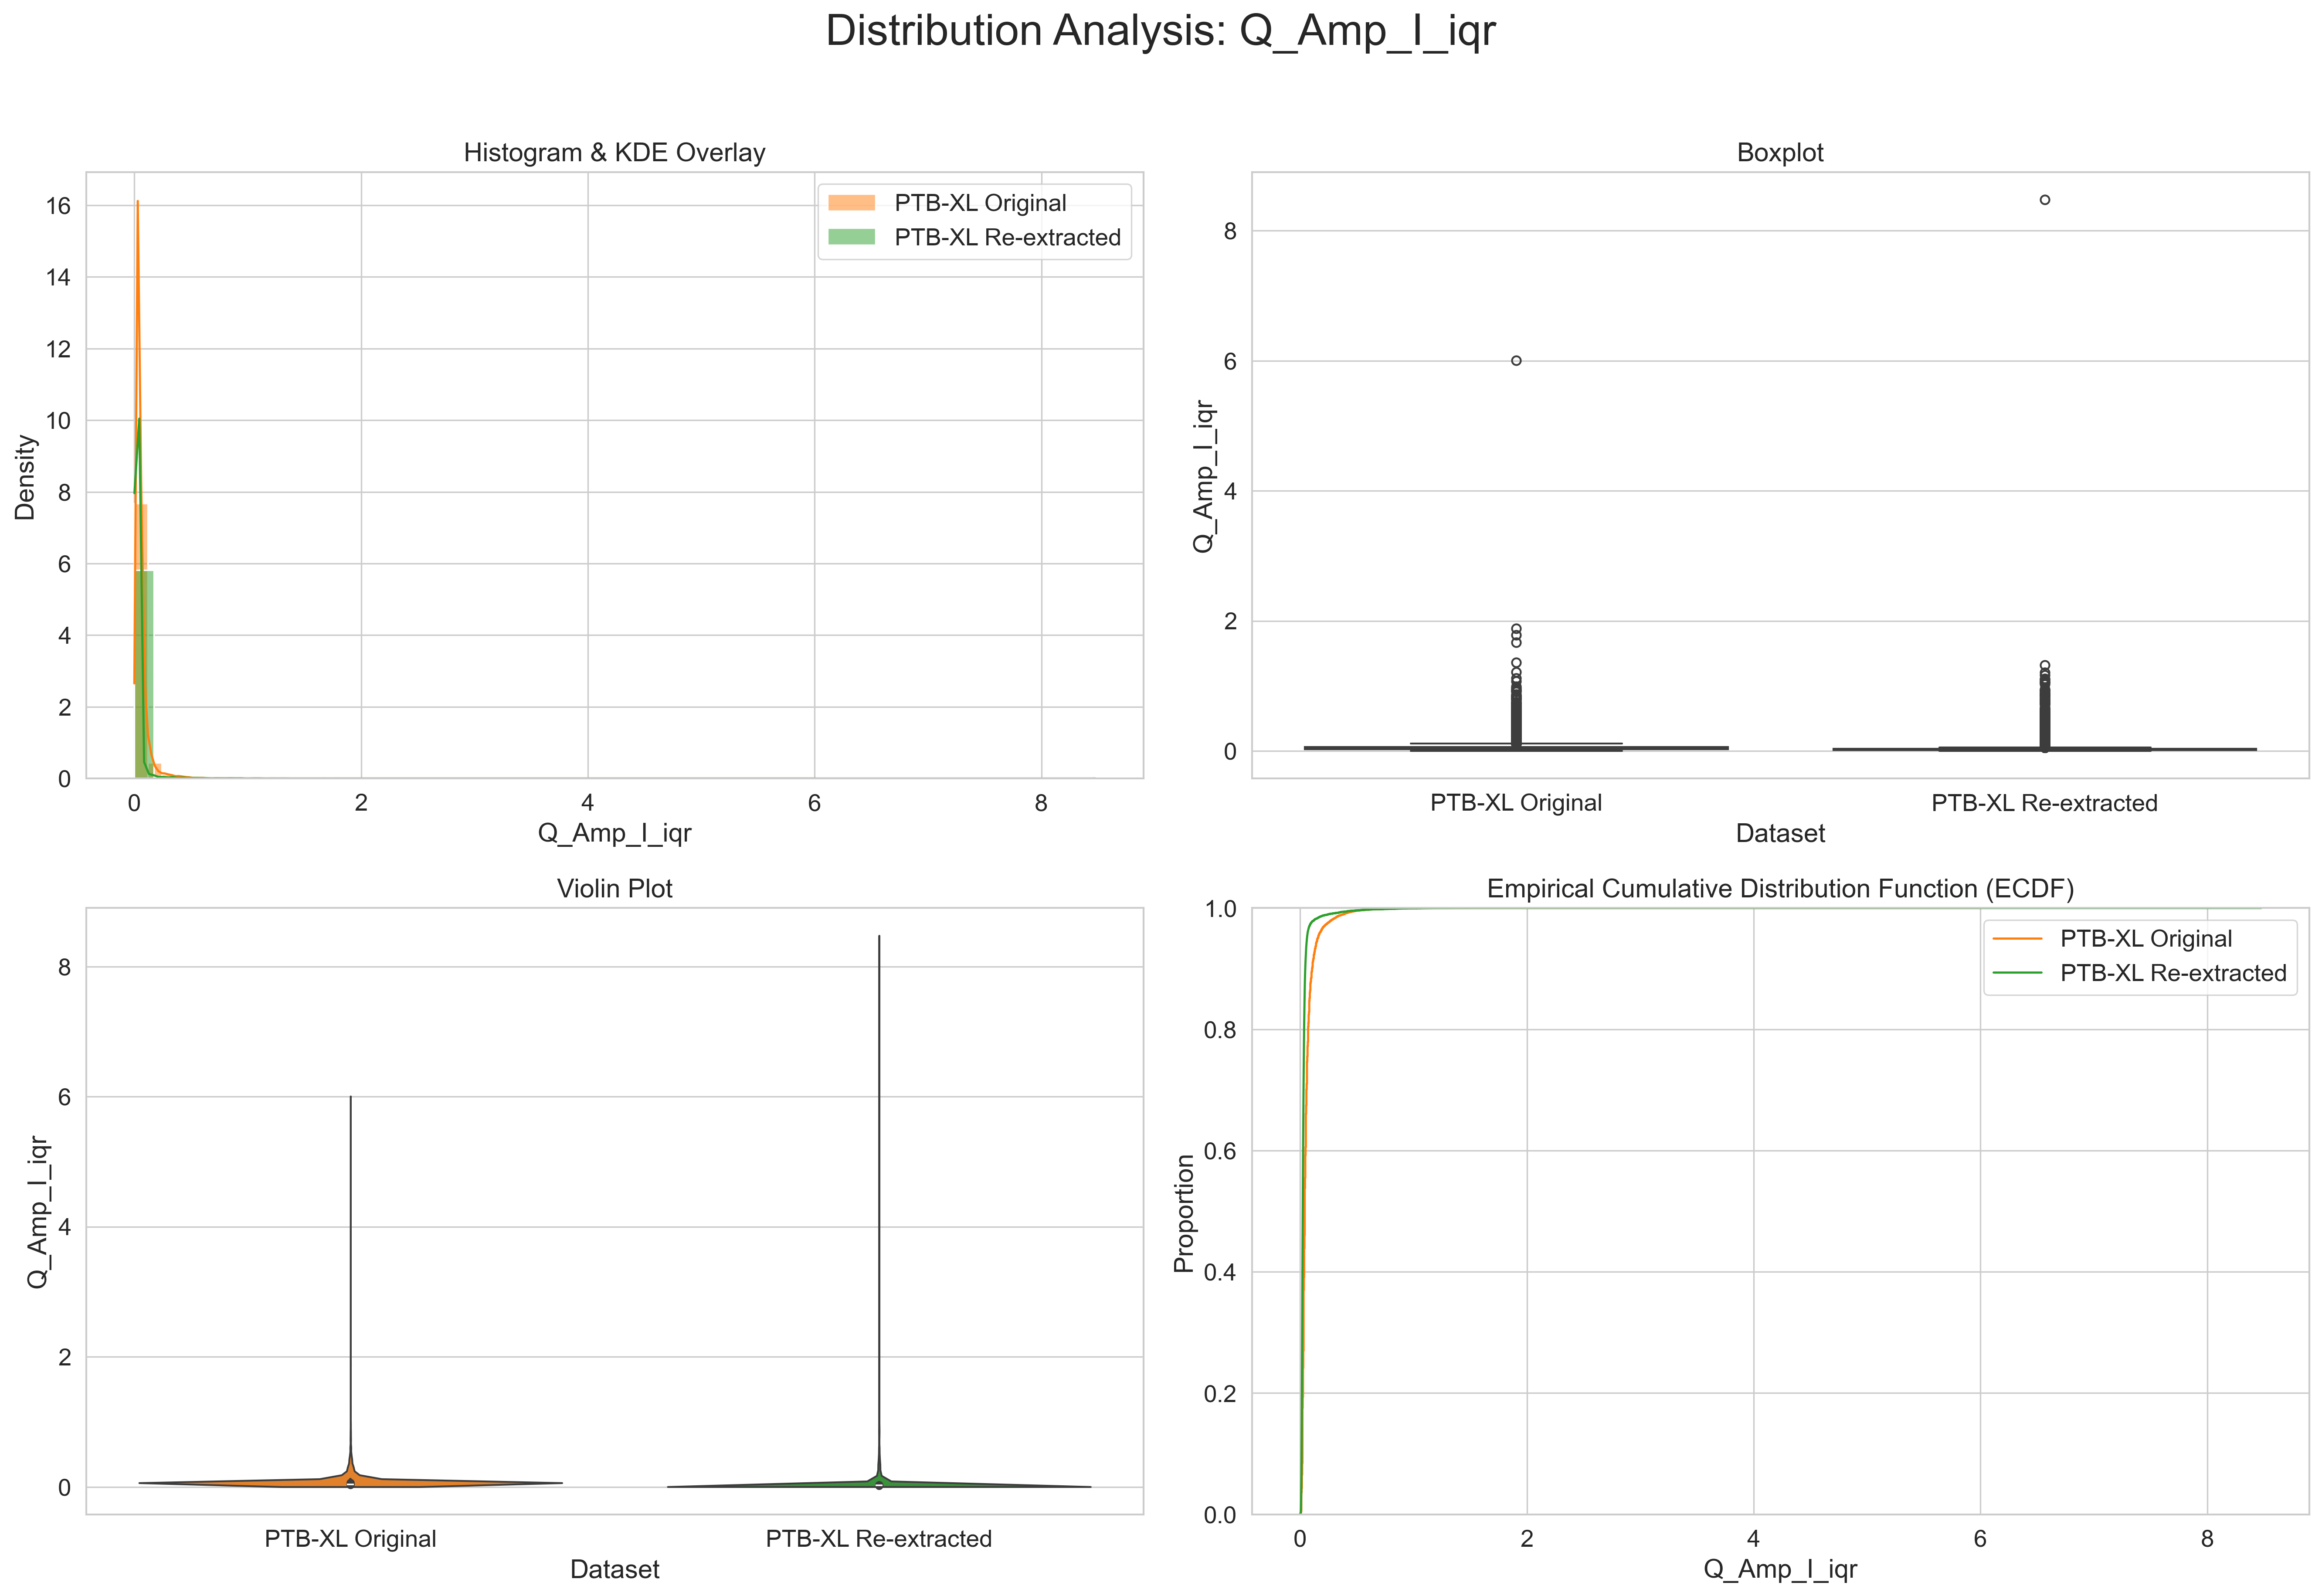 Distribution Analysis: Q_Amp_I_iqr
Histogram & KDE Overlay
PTB-XL Original
PTB-XL Re-extracted
Density
16
14
12
10
8
6
4
2
0
0 2 4 6 8
Q_Amp_I_iqr
Boxplot
Q_Amp_I_iqr
8
6
4
2
0
PTB-XL Original PTB-XL Re-extracted
Dataset
Violin Plot
Q_Amp_I_iqr
8
6
4
2
0
PTB-XL Original PTB-XL Re-extracted
Dataset
Empirical Cumulative Distribution Function (ECDF)
PTB-XL Original
PTB-XL Re-extracted
Proportion
1.0
0.8
0.6
0.4
0.2
0.0
0 2 4 6 8
Q_Amp_I_iqr